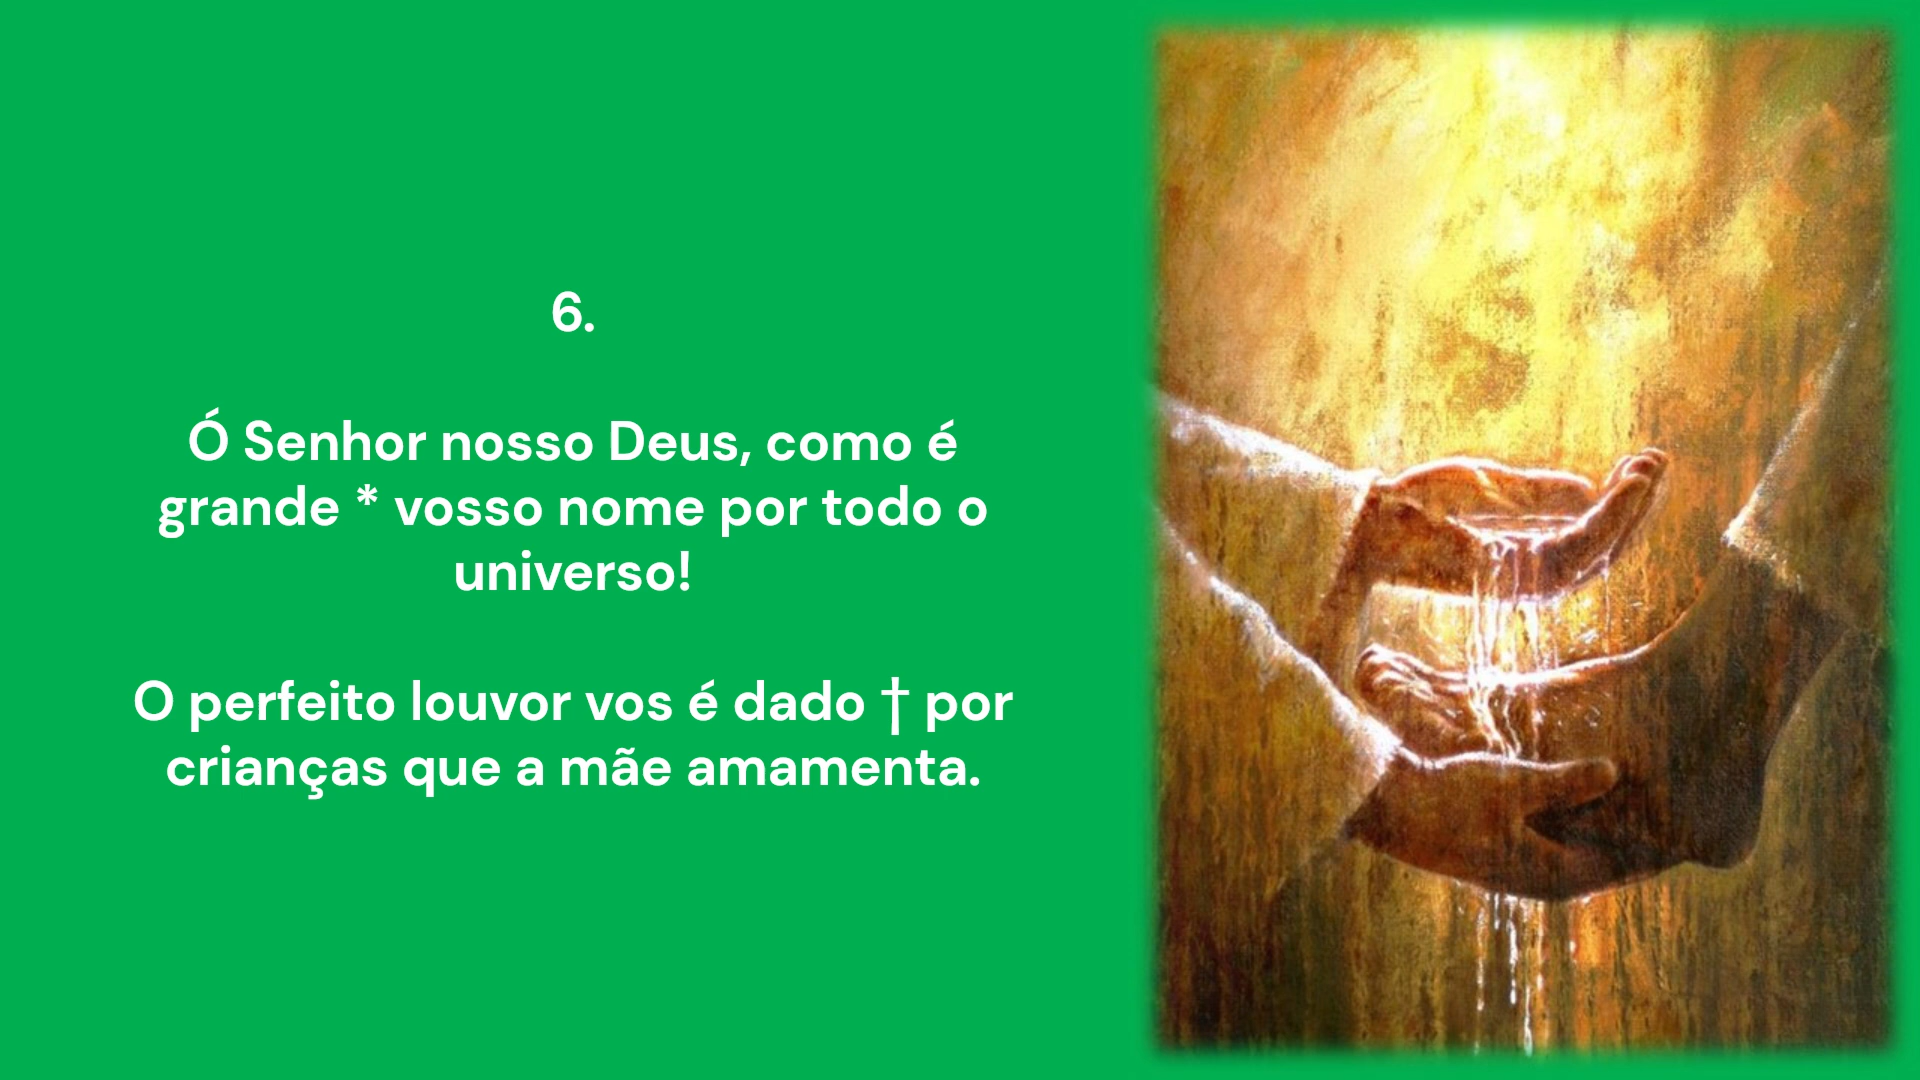 6.
Ó Senhor nosso Deus, como é
grande * vosso nome por todo o
universo!
O perfeito louvor vos é dado † por
crianças que a mãe amamenta.